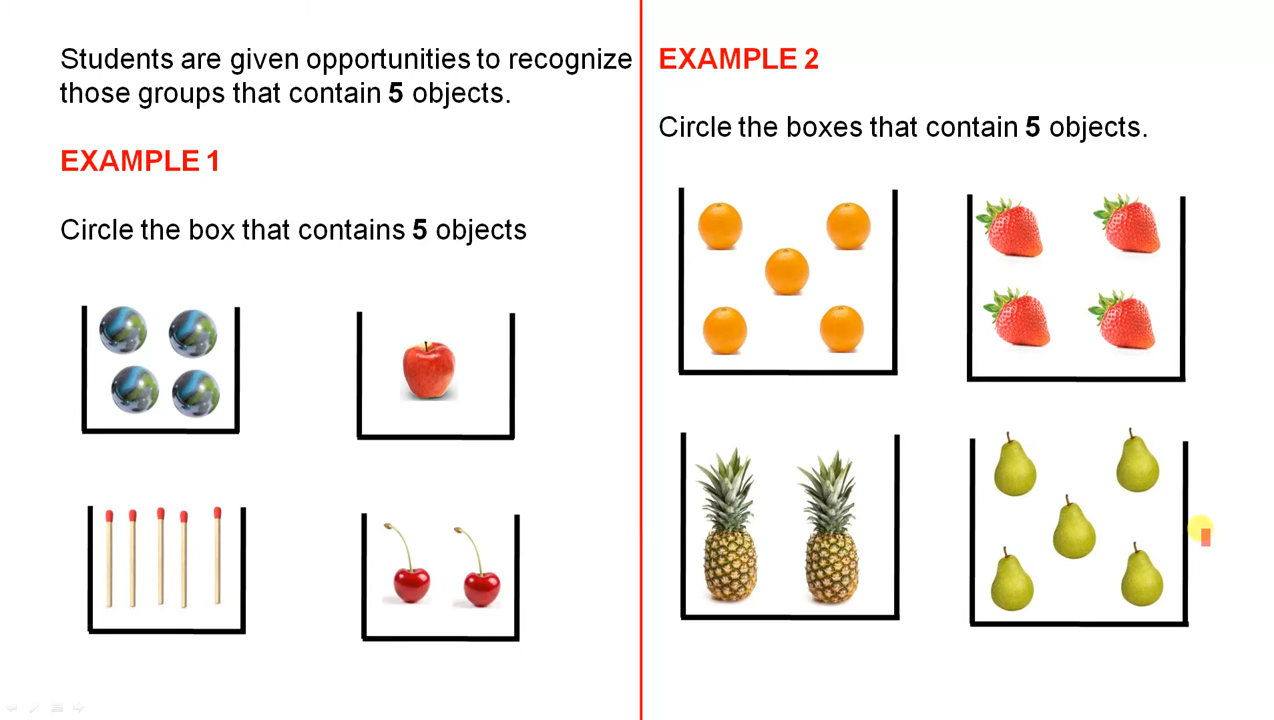 Students are given opportunities to recognize
those groups that contain 5 objects.
EXAMPLE 1
Circle the box that contains 5 objects
EXAMPLE 2
Circle the boxes that contain 5 objects.